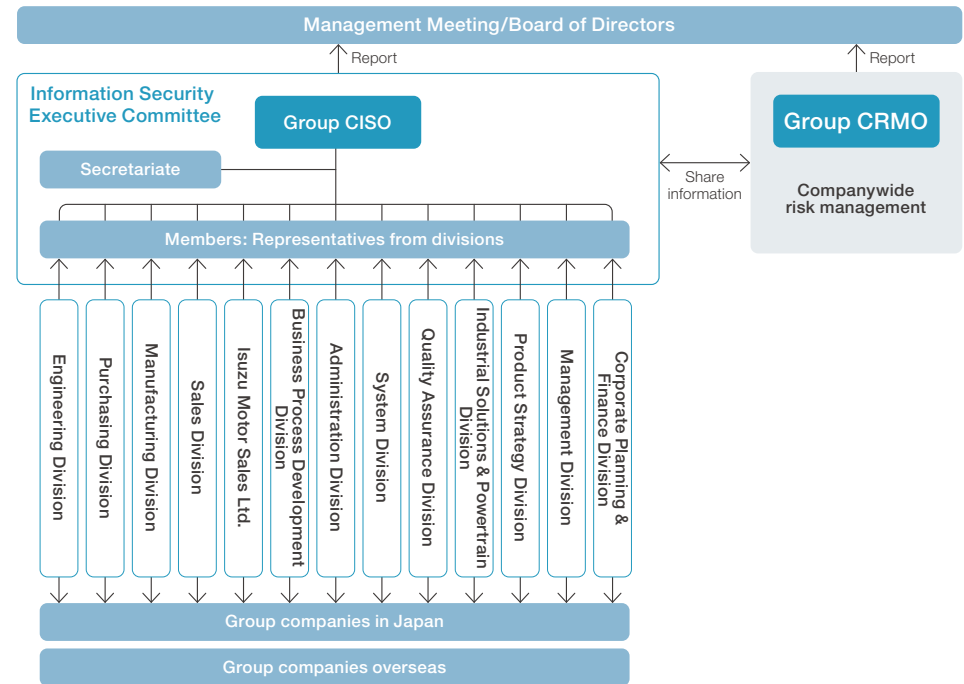 Management Meeting/Board of Directors
Report
Report
Information Security
Executive Committee
Group CISO
Group CRMO
Secretariate
Share
information
Companywide
risk management
Members: Representatives from divisions
Engineering Division
Purchasing Division
Manufacturing Division
Sales Division
Isuzu Motor Sales Ltd.
Business Process Development
Division
Administration Division
System Division
Quality Assurance Division
Industrial Solutions & Powertrain
Division
Product Strategy Division
Management Division
Corporate Planning &
Finance Division
Group companies in Japan
Group companies overseas